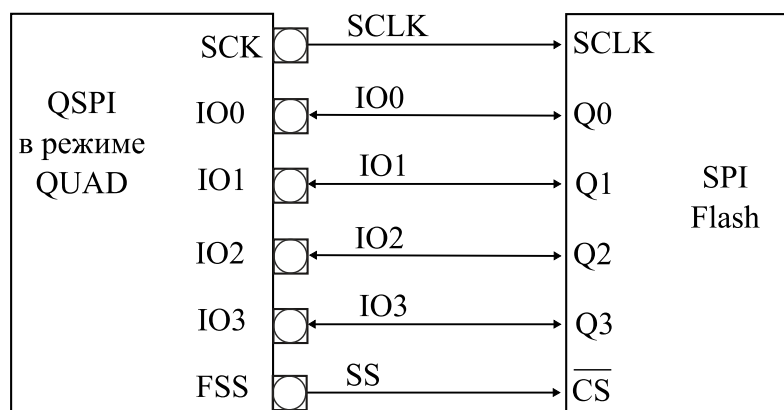 SCK
SCLK
SCLK
QSPI
в режиме
QUAD
IO0
IO0
Q0
IO1
IO1
Q1
SPI
Flash
IO2
IO2
Q2
IO3
IO3
Q3
FSS
SS
CS